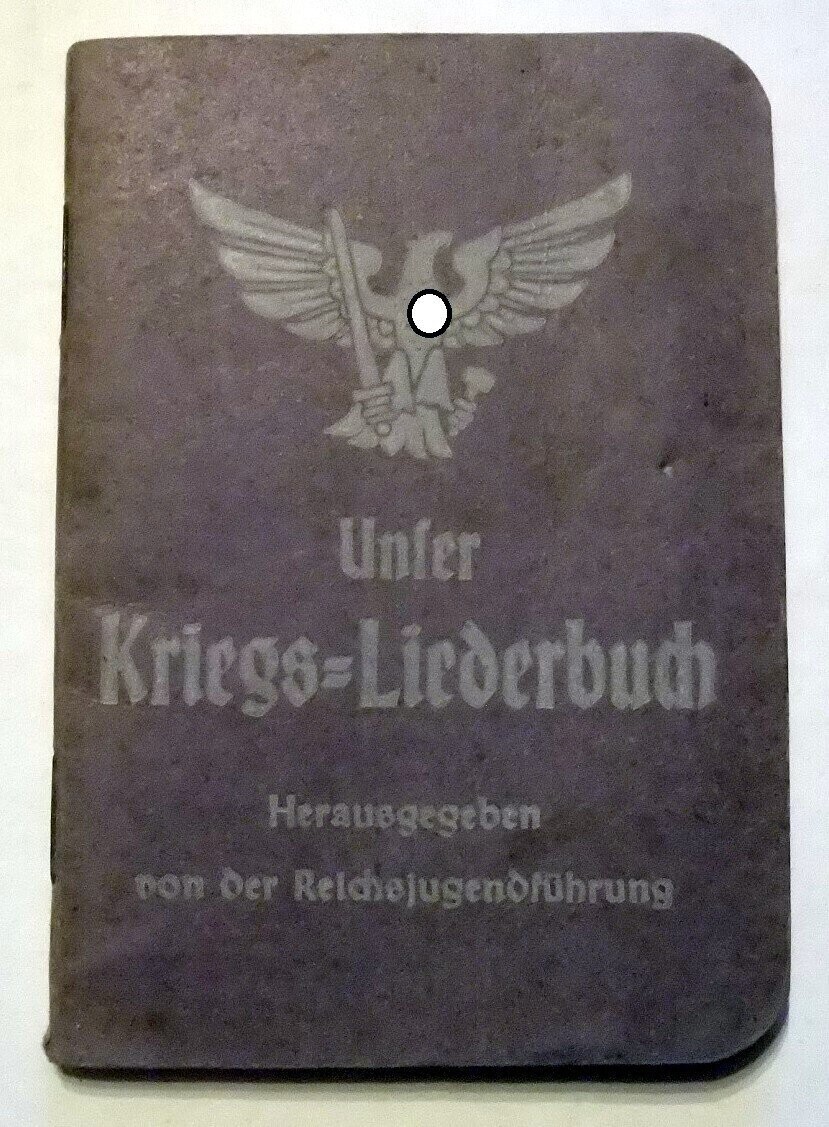 Unſer
Kriegs=Liederbuch
Herausgegeben
von der Reichsjugendführung